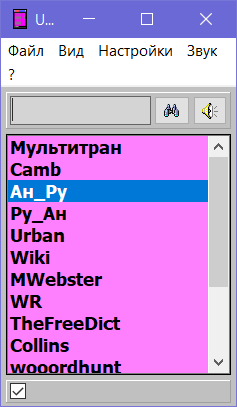 U...
Файл Вид Настройки Звук
?
Мультитран
Camb
Ан_Ру
Ру_Ан
Urban
Wiki
MWebster
WR
TheFreeDict
Collins
wooordhunt